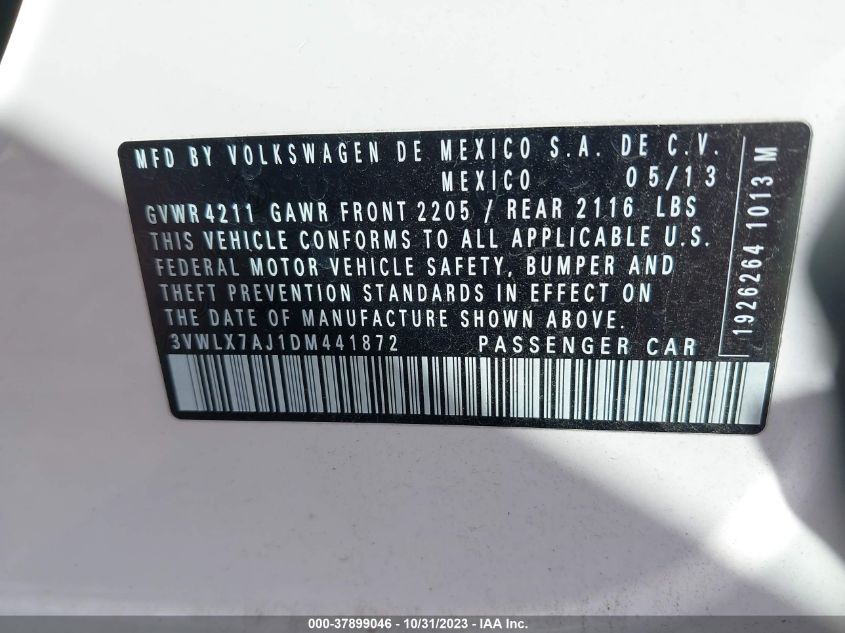 MFD BY VOLKSWAGEN DE MEXICO S.A. DE C.V.
MEXICO 05/13
GVWR 4211 GAWR FRONT 2205 / REAR 2116 LBS
THIS VEHICLE CONFORMS TO ALL APPLICABLE U.S.
FEDERAL MOTOR VEHICLE SAFETY, BUMPER AND
THEFT PREVENTION STANDARDS IN EFFECT ON
THE DATE OF MANUFACTURE SHOWN ABOVE.
3VWLX7AJ1DM441872 PASSENGER CAR
1926264 1013 M
000-37899046 - 10/31/2023 - IAA Inc.